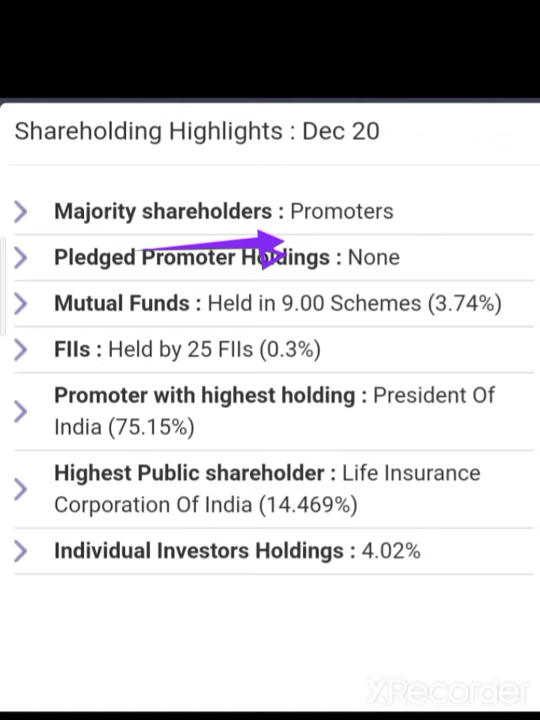 Shareholding Highlights : Dec 20
Majority shareholders : Promoters
Pledged Promoter Holdings : None
Mutual Funds : Held in 9.00 Schemes (3.74%)
FIIs : Held by 25 FIIs (0.3%)
Promoter with highest holding : President Of
India (75.15%)
Highest Public shareholder : Life Insurance
Corporation Of India (14.469%)
Individual Investors Holdings : 4.02%
XRecorder